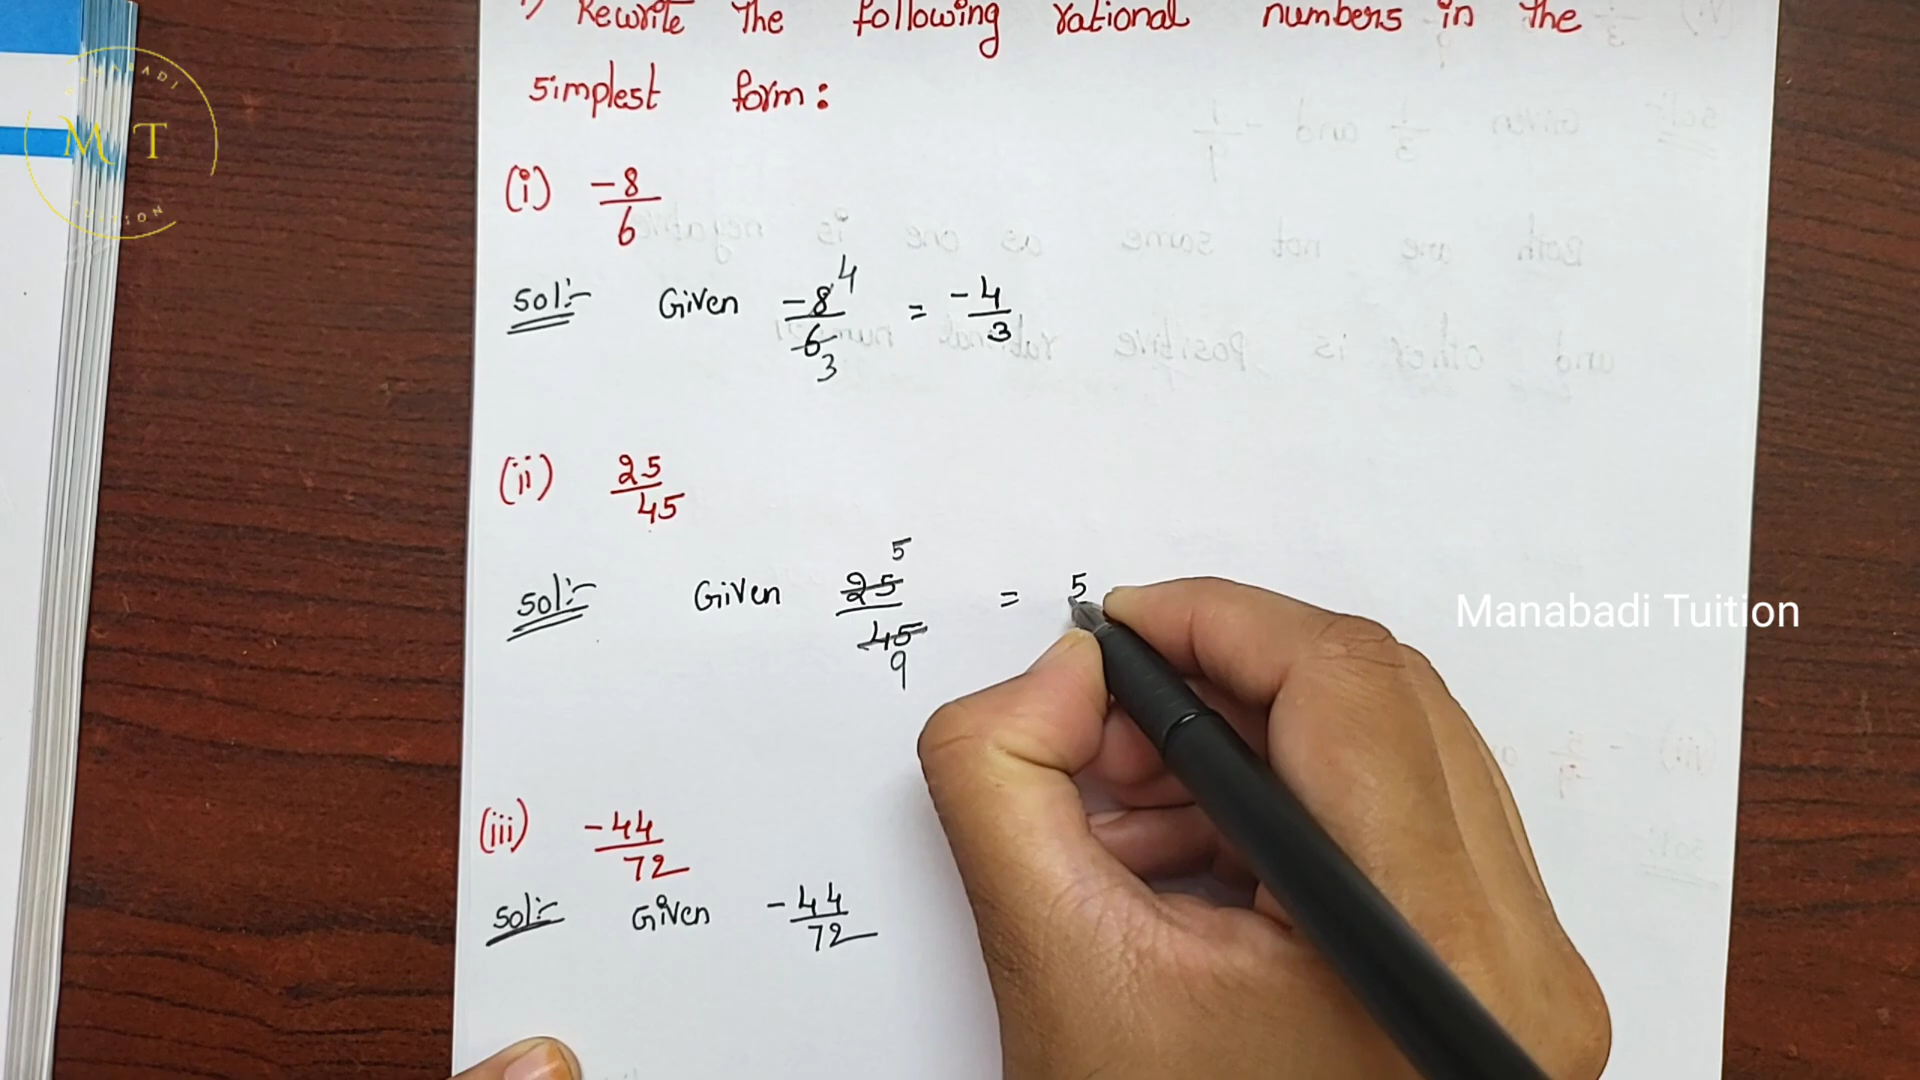 Rewrite the following rational numbers in the
simplest form:
(i) -8/6
Sol:- Given -8/6 4 3 = -4/3
(ii) 25/45
Sol:- Given 25/45 5 9 = 5
Manabadi Tuition
(iii) -44/72
Sol:- Given -44/72
M T
TUITION